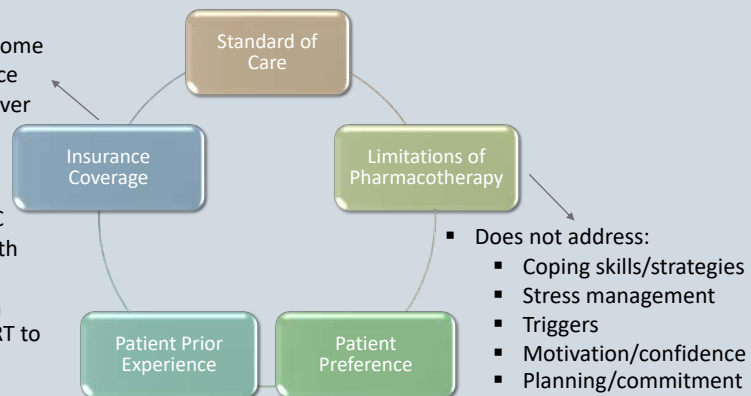 ome
ce
ver
C
th
RT to
Standard of
Care
Insurance
Coverage
Limitations of
Pharmacotherapy
Patient Prior
Experience
Patient
Preference
▪ Does not address:
▪ Coping skills/strategies
▪ Stress management
▪ Triggers
▪ Motivation/confidence
▪ Planning/commitment